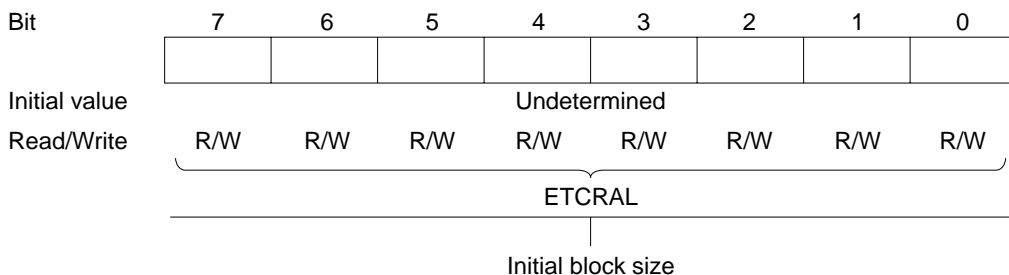 Bit 7 6 5 4 3 2 1 0
Initial value Undetermined
Read/Write R/W R/W R/W R/W R/W R/W R/W R/W
ETCRAL
Initial block size